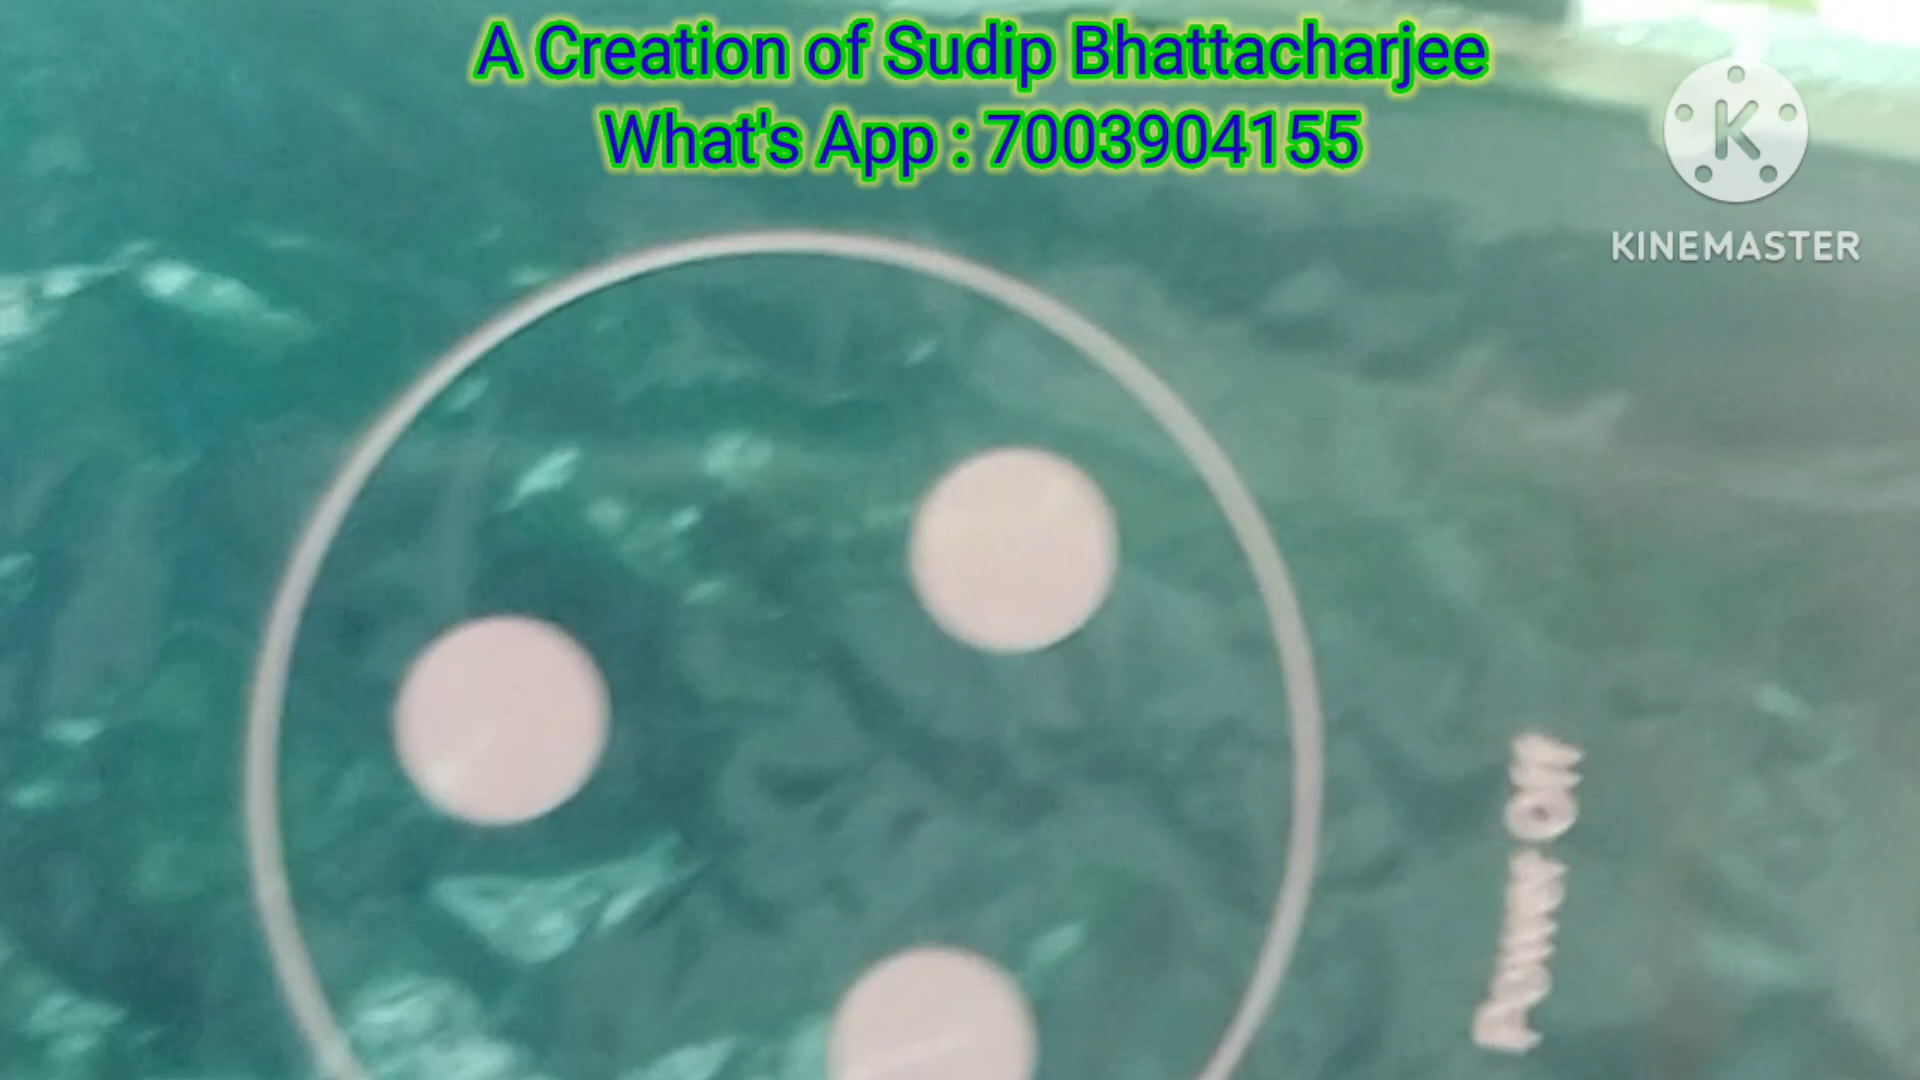 A Creation of Sudip Bhattacharjee
What's App : 7003904155
K
KINEMASTER
Power On